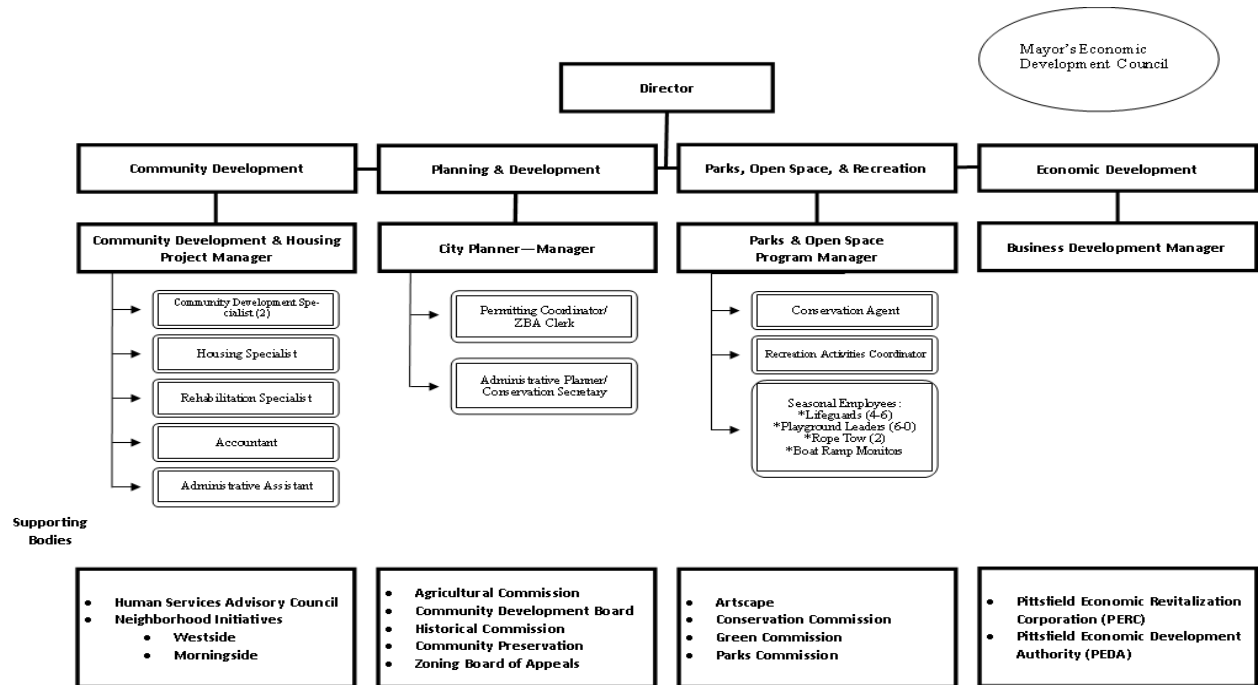 Mayor's Economic
Development Council
Director
Community Development
Planning & Development
Parks, Open Space, & Recreation
Economic Development
Community Development & Housing
Project Manager
City Planner—Manager
Parks & Open Space
Program Manager
Business Development Manager
Community Development Spe-
cialist (2)
Housing Specialist
Rehabilitation Specialist
Accountant
Administrative Assistant
Permitting Coordinator/
ZBA Clerk
Administrative Planner/
Conservation Secretary
Conservation Agent
Recreation Activities Coordinator
Seasonal Employees:
*Lifeguards (4-6)
*Playground Leaders (6-0)
*Rope Tow (2)
*Boat Ramp Monitors
Supporting
Bodies
• Human Services Advisory Council
• Neighborhood Initiatives
• Westside
• Morningside
• Agricultural Commission
• Community Development Board
• Historical Commission
• Community Preservation
• Zoning Board of Appeals
• Artscape
• Conservation Commission
• Green Commission
• Parks Commission
• Pittsfield Economic Revitalization
Corporation (PERC)
• Pittsfield Economic Development
Authority (PEDA)